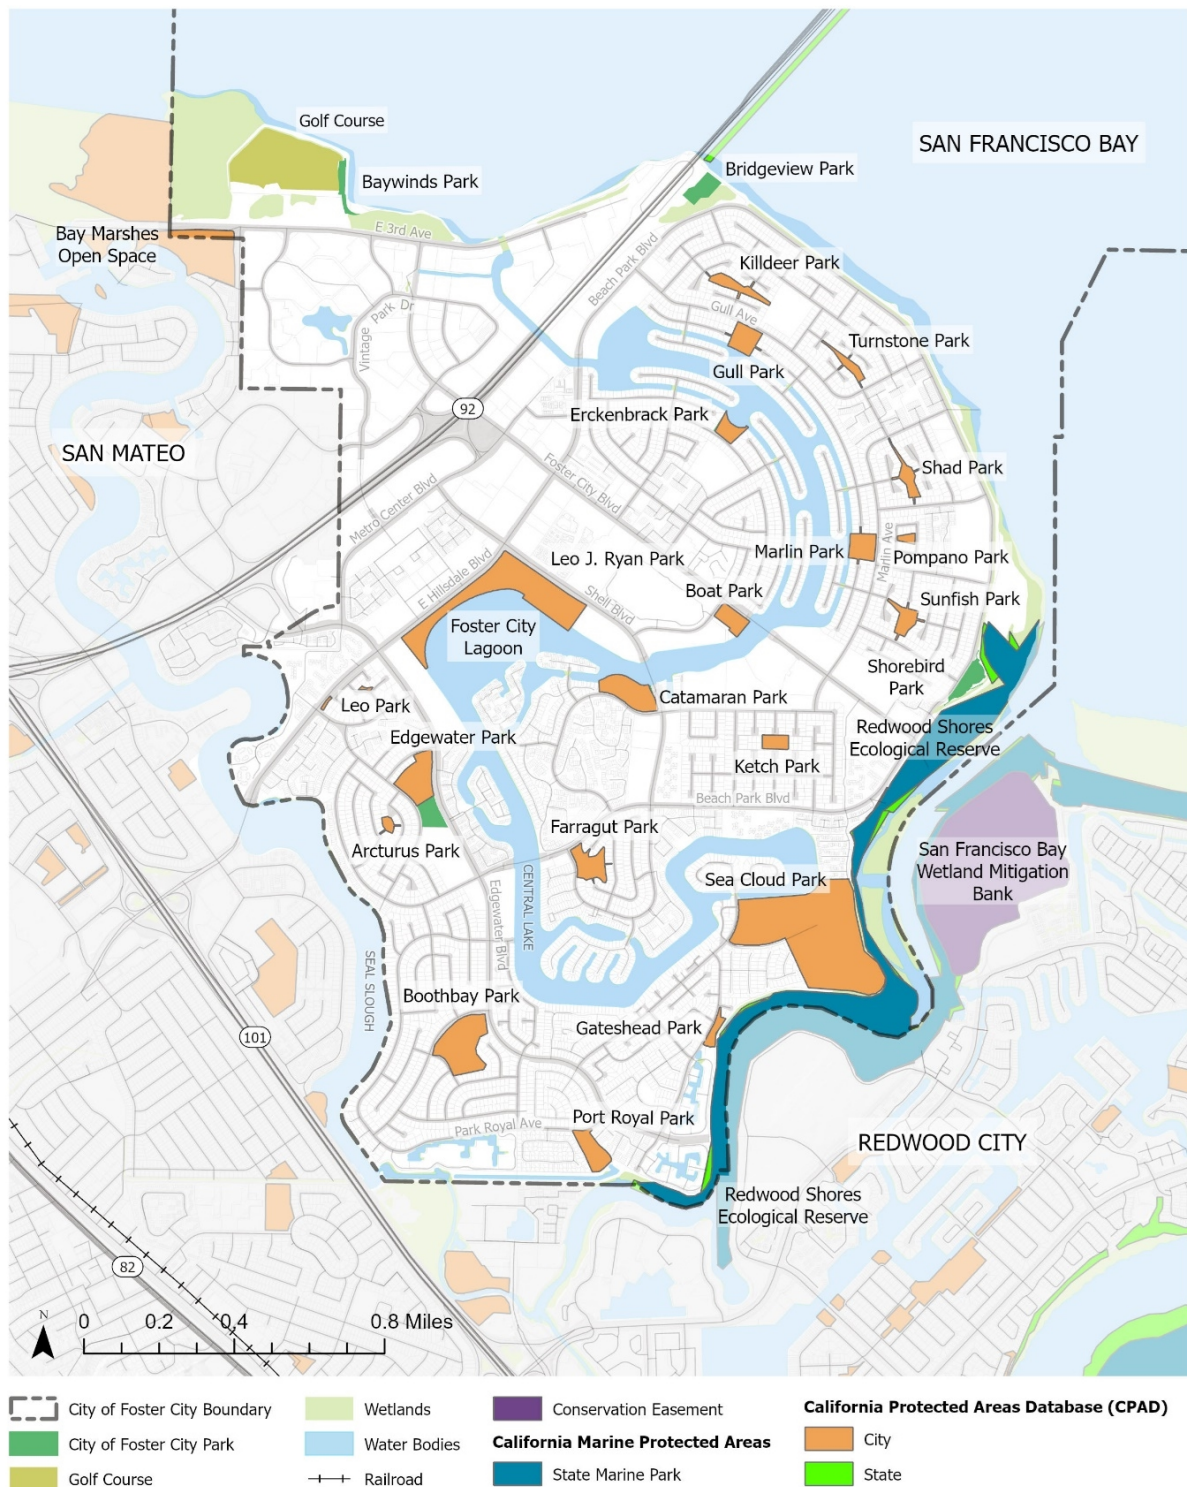 Golf Course
SAN FRANCISCO BAY
Bridgeview Park
Baywinds Park
E 3rd Ave
Bay Marshes
Open Space
Beach Park Blvd
Killdeer Park
Gull Ave
Vintage Park Dr
Turnstone Park
Gull Park
92
Erckenbrack Park
SAN MATEO
Foster City Blvd
Shad Park
Metro Center Blvd
Marlin Ave
Leo J. Ryan Park
Marlin Park
Pompano Park
E Hillsdale Blvd
Shell Blvd
Boat Park
Sunfish Park
Foster City
Lagoon
Shorebird
Park
Catamaran Park
Leo Park
Redwood Shores
Ecological Reserve
Edgewater Park
Ketch Park
Beach Park Blvd
Farragut Park
Arcturus Park
San Francisco Bay
Wetland Mitigation
Bank
Sea Cloud Park
CENTRAL LAKE
Edgewater Blvd
SEAL SLOUGH
Boothbay Park
Gateshead Park
101
Port Royal Park
Park Royal Ave
REDWOOD CITY
Redwood Shores
Ecological Reserve
82
N
0 0.2 0.4 0.8 Miles
City of Foster City Boundary
City of Foster City Park
Golf Course
Wetlands
Water Bodies
Railroad
Conservation Easement
California Marine Protected Areas
State Marine Park
California Protected Areas Database (CPAD)
City
State